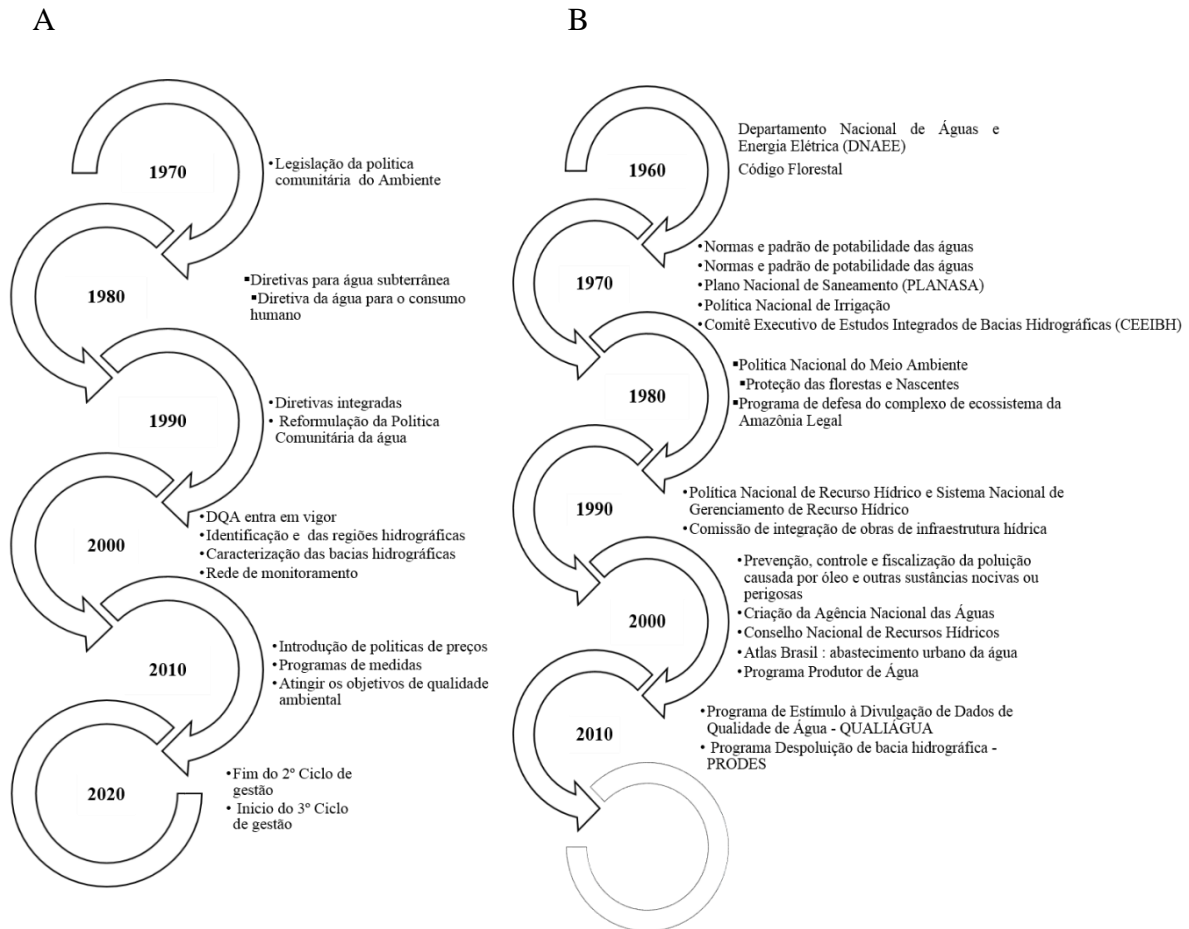 A
1970
•Legislação da politica
comunitária do Ambiente
1980
▪Diretivas para água subterrânea
▪Diretiva da água para o consumo
humano
1990
•Diretivas integradas
• Reformulação da Politica
Comunitária da água
2000
•DQA entra em vigor
•Identificação e das regiões hidrográficas
•Caracterização das bacias hidrográficas
•Rede de monitoramento
2010
•Introdução de politicas de preços
•Programas de medidas
•Atingir os objetivos de qualidade
ambiental
2020
•Fim do 2º Ciclo de
gestão
• Inicio do 3º Ciclo
de gestão
B
1960
Departamento Nacional de Águas e
Energia Elétrica (DNAEE)
Código Florestal
1970
•Normas e padrão de potabilidade das águas
•Normas e padrão de potabilidade das águas
•Plano Nacional de Saneamento (PLANASA)
•Política Nacional de Irrigação
•Comitê Executivo de Estudos Integrados de Bacias Hidrográficas (CEEIBH)
1980
▪Politica Nacional do Meio Ambiente
▪Proteção das florestas e Nascentes
▪Programa de defesa do complexo de ecossistema da
Amazônia Legal
1990
•Política Nacional de Recurso Hídrico e Sistema Nacional de
Gerenciamento de Recurso Hídrico
•Comissão de integração de obras de infraestrutura hídrica
2000
•Prevenção, controle e fiscalização da poluição
causada por óleo e outras sustâncias nocivas ou
perigosas
•Criação da Agência Nacional das Águas
•Conselho Nacional de Recursos Hídricos
•Atlas Brasil : abastecimento urbano da água
•Programa Produtor de Água
2010
•Programa de Estímulo à Divulgação de Dados de
Qualidade de Água - QUALIÁGUA
• Programa Despoluição de bacia hidrográfica -
PRODES